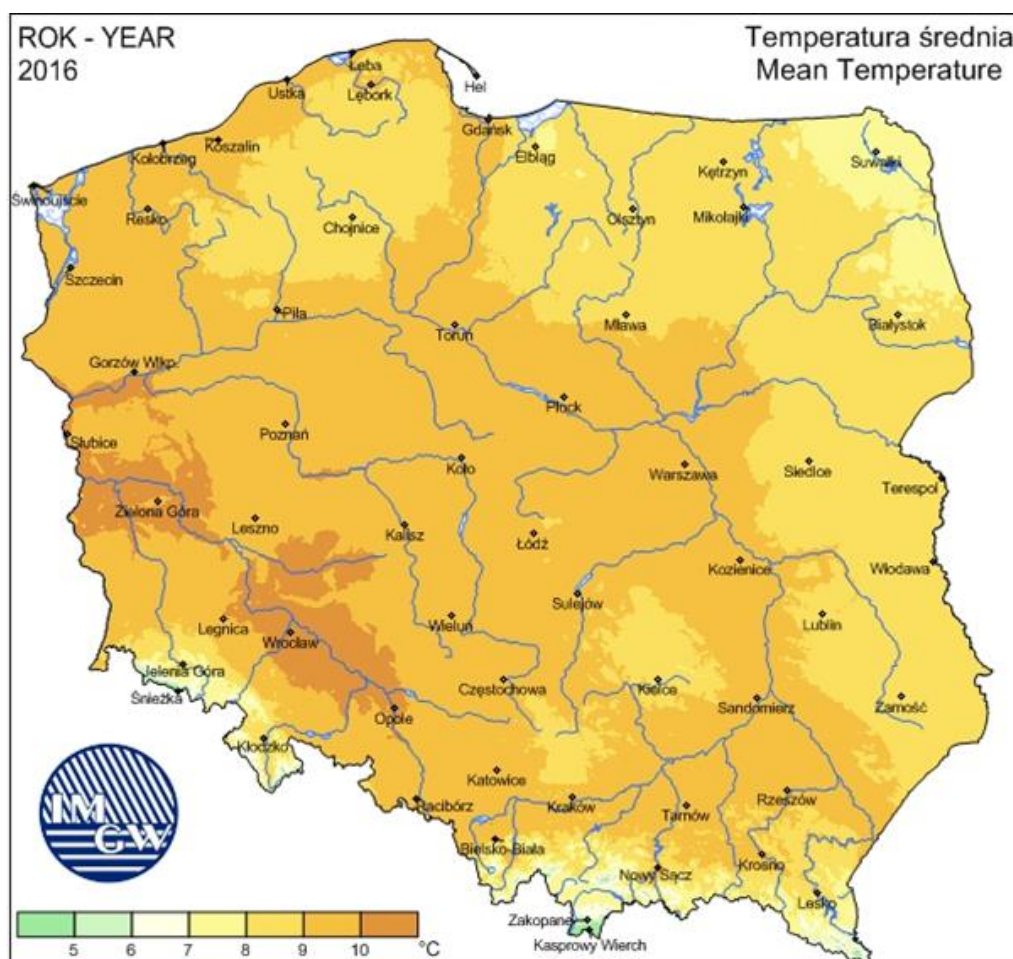 ROK - YEAR
2016
Temperatura średnia
Mean Temperature
Łeba
Hel
Ustka
Lębork
Gdańsk
Koszalin
Kołobrzeg
Elbląg
Suwałki
Kętrzyn
Świnoujście
Resko
Chojnice
Olsztyn
Mikołajki
Szczecin
Piła
Toruń
Mława
Białystok
Gorzów Wlkp.
Płock
Słubice
Poznań
Koło
Warszawa
Siedlce
Terespol
Zielona Góra
Leszno
Kalisz
Łódź
Kozienice
Włodawa
Sulejów
Legnica
Wrocław
Wieluń
Lublin
Jelenia Góra
Śnieżka
Częstochowa
Kielce
Sandomierz
Zamość
Opole
Kłodzko
Katowice
Racibórz
Kraków
Tarnów
Rzeszów
Bielsko-Biała
Nowy Sącz
Krosno
Lesko
Zakopane
Kasprowy Wierch
IM
GW
5 6 7 8 9 10 °C